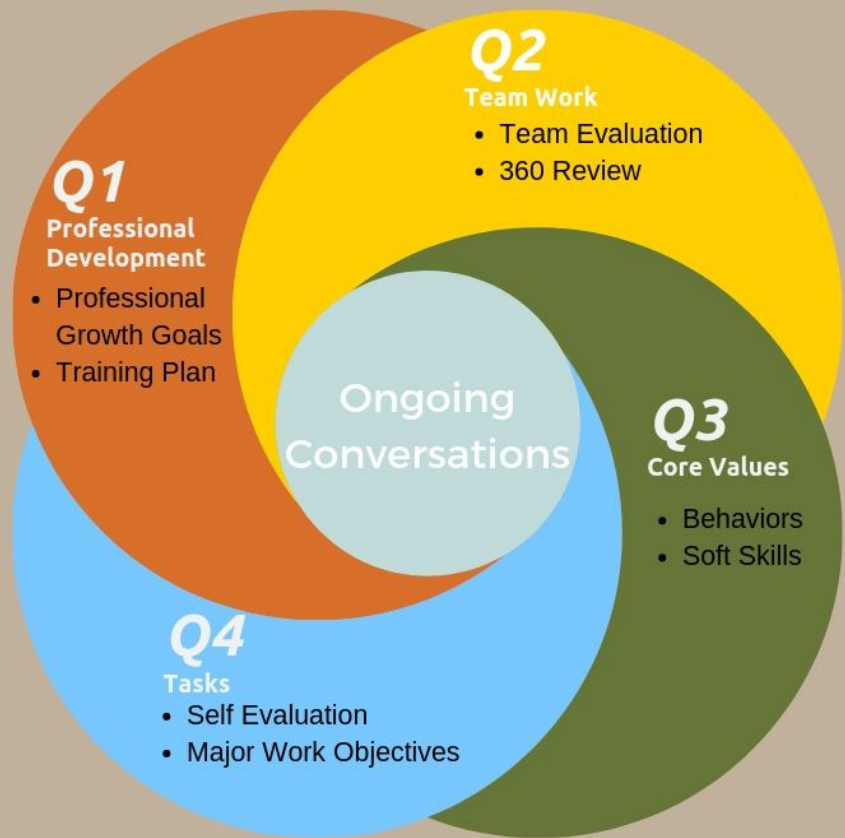 Q1
Professional
Development
• Professional
Growth Goals
• Training Plan
Q2
Team Work
• Team Evaluation
• 360 Review
Q3
Core Values
• Behaviors
• Soft Skills
Q4
Tasks
• Self Evaluation
• Major Work Objectives
Ongoing
Conversations